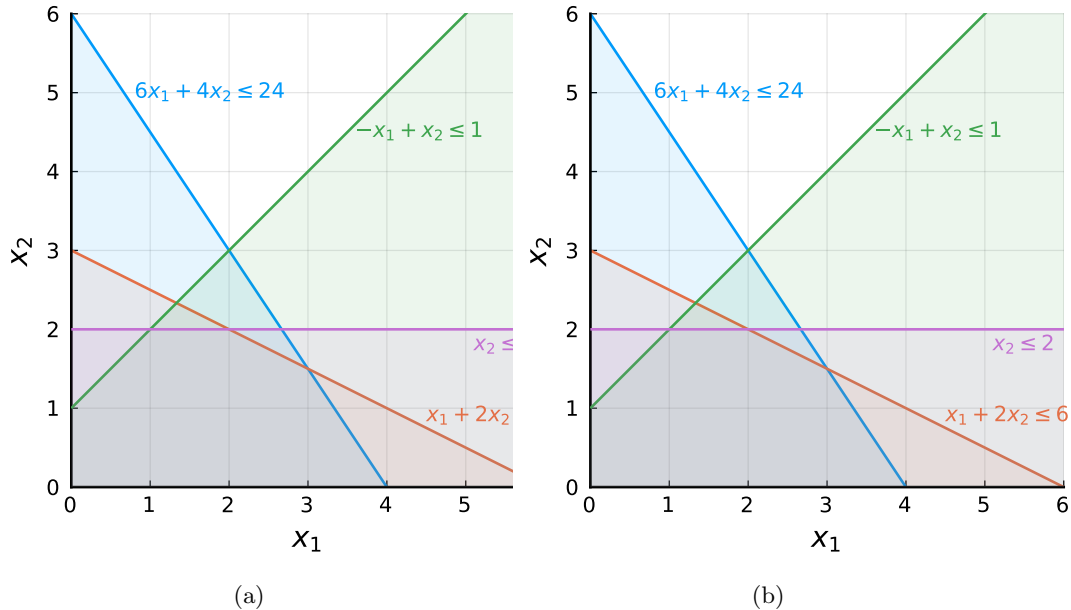 6
5
4
3
2
1
0
x₂
6x₁ + 4x₂ ≤ 24
−x₁ + x₂ ≤ 1
x₂ ≤
x₁ + 2x₂
0 1 2 3 4 5
x₁
(a)
6
5
4
3
2
1
0
x₂
6x₁ + 4x₂ ≤ 24
−x₁ + x₂ ≤ 1
x₂ ≤ 2
x₁ + 2x₂ ≤ 6
0 1 2 3 4 5 6
x₁
(b)